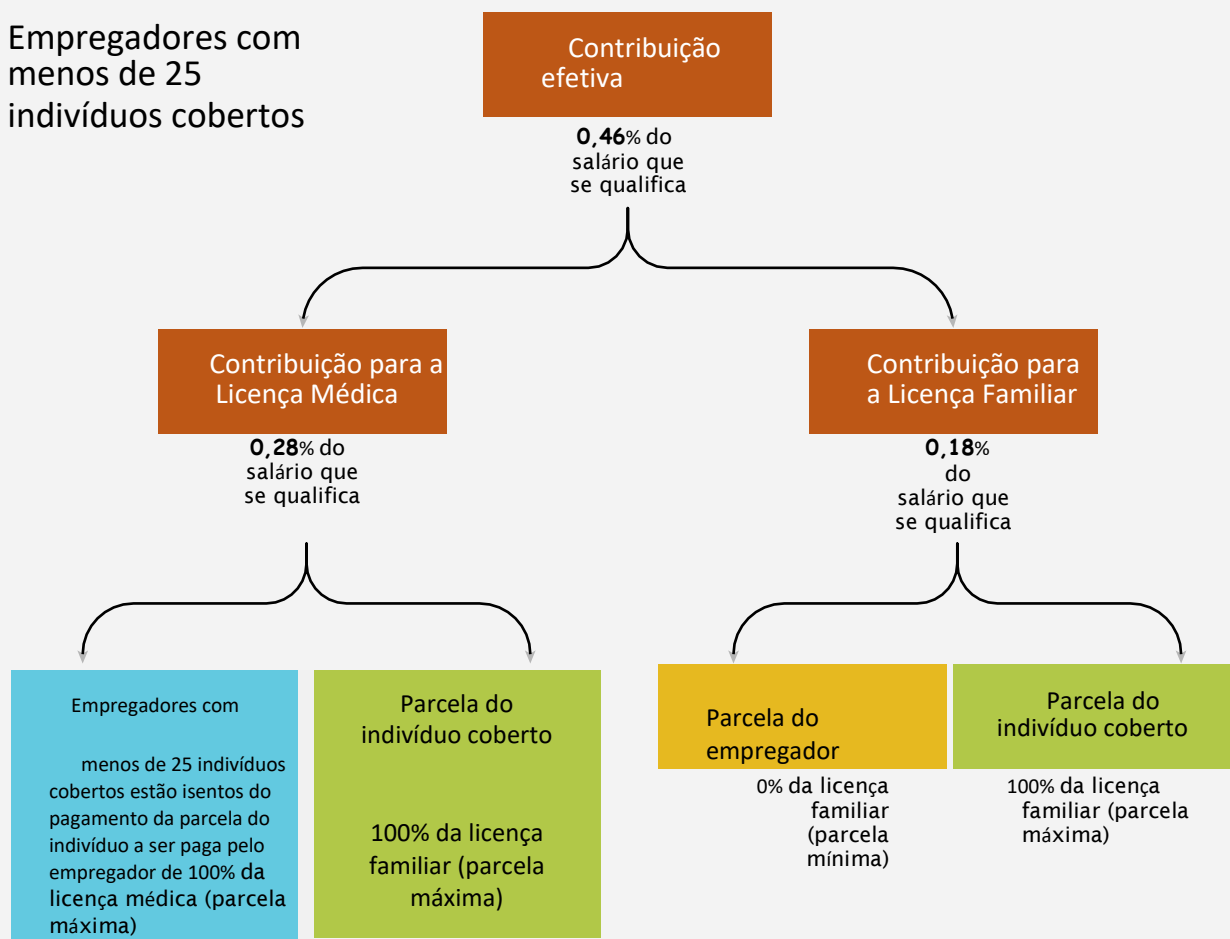 Empregadores com
menos de 25
indivíduos cobertos
Contribuição
efetiva
0,46% do
salário que
se qualifica
Contribuição para a
Licença Médica
0,28% do
salário que
se qualifica
Contribuição para
a Licença Familiar
0,18%
do
salário que
se qualifica
Empregadores com
menos de 25 indivíduos
cobertos estão isentos do
pagamento da parcela do
indivíduo a ser paga pelo
empregador de 100% da
licença médica (parcela
máxima)
Parcela do
indivíduo coberto
100% da licença
familiar (parcela
máxima)
Parcela do
empregador
0% da licença
familiar
(parcela
mínima)
Parcela do
indivíduo coberto
100% da licença
familiar (parcela
máxima)